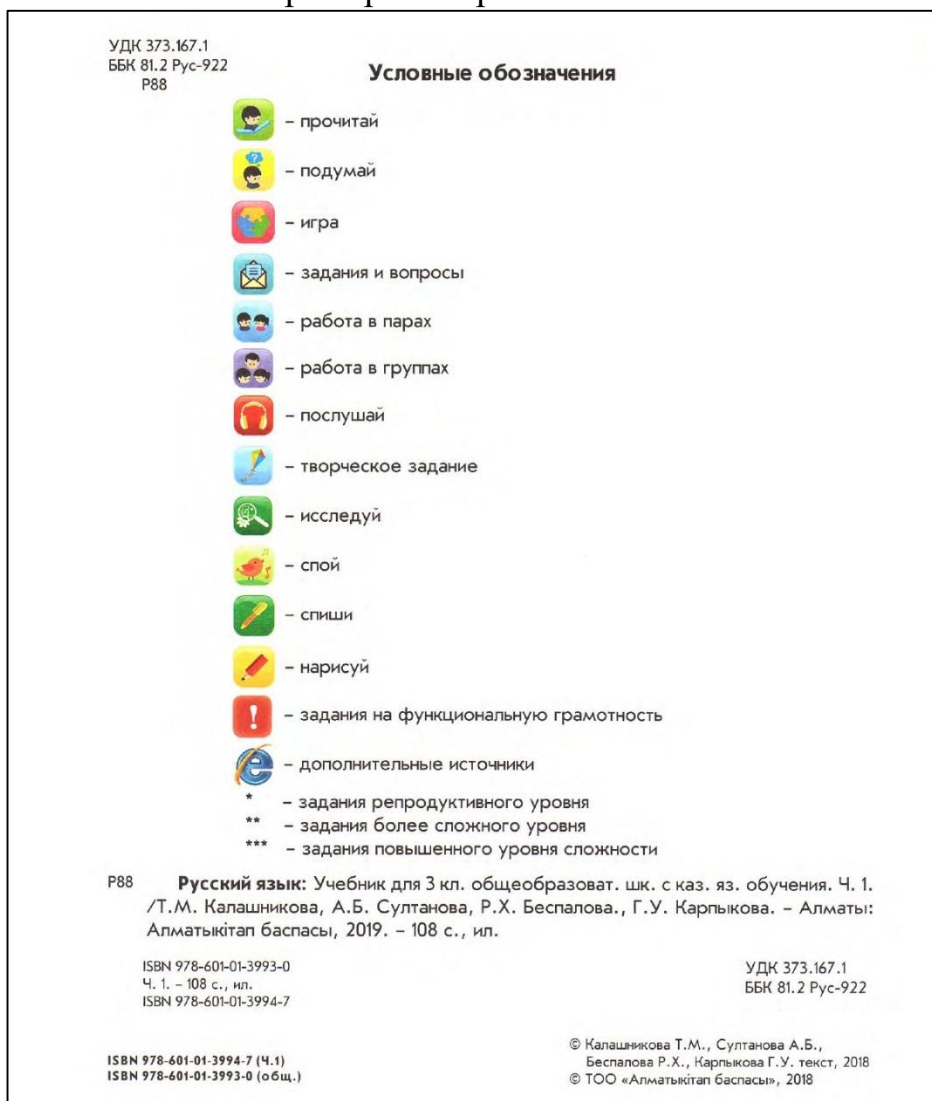 УДК 373.167.1
ББК 81.2 Рус-922
Р88
Условные обозначения
– прочитай
– подумай
– игра
– задания и вопросы
– работа в парах
– работа в группах
– послушай
– творческое задание
– исследуй
– спой
– спиши
– нарисуй
– задания на функциональную грамотность
– дополнительные источники
* – задания репродуктивного уровня
** – задания более сложного уровня
*** – задания повышенного уровня сложности
Р88 Русский язык: Учебник для 3 кл. общеобразоват. шк. с каз. яз. обучения. Ч. 1.
/Т.М. Калашникова, А.Б. Султанова, Р.Х. Беспалова., Г.У. Карпыкова. – Алматы:
Алматыкітап баспасы, 2019. – 108 с., ил.
ISBN 978-601-01-3993-0
Ч. 1. – 108 с., ил.
ISBN 978-601-01-3994-7
УДК 373.167.1
ББК 81.2 Рус-922
ISBN 978-601-01-3994-7 (Ч.1)
ISBN 978-601-01-3993-0 (общ.)
© Калашникова Т.М., Султанова А.Б.,
Беспалова Р.Х., Карпыкова Г.У. текст, 2018
© ТОО «Алматыкітап баспасы», 2018